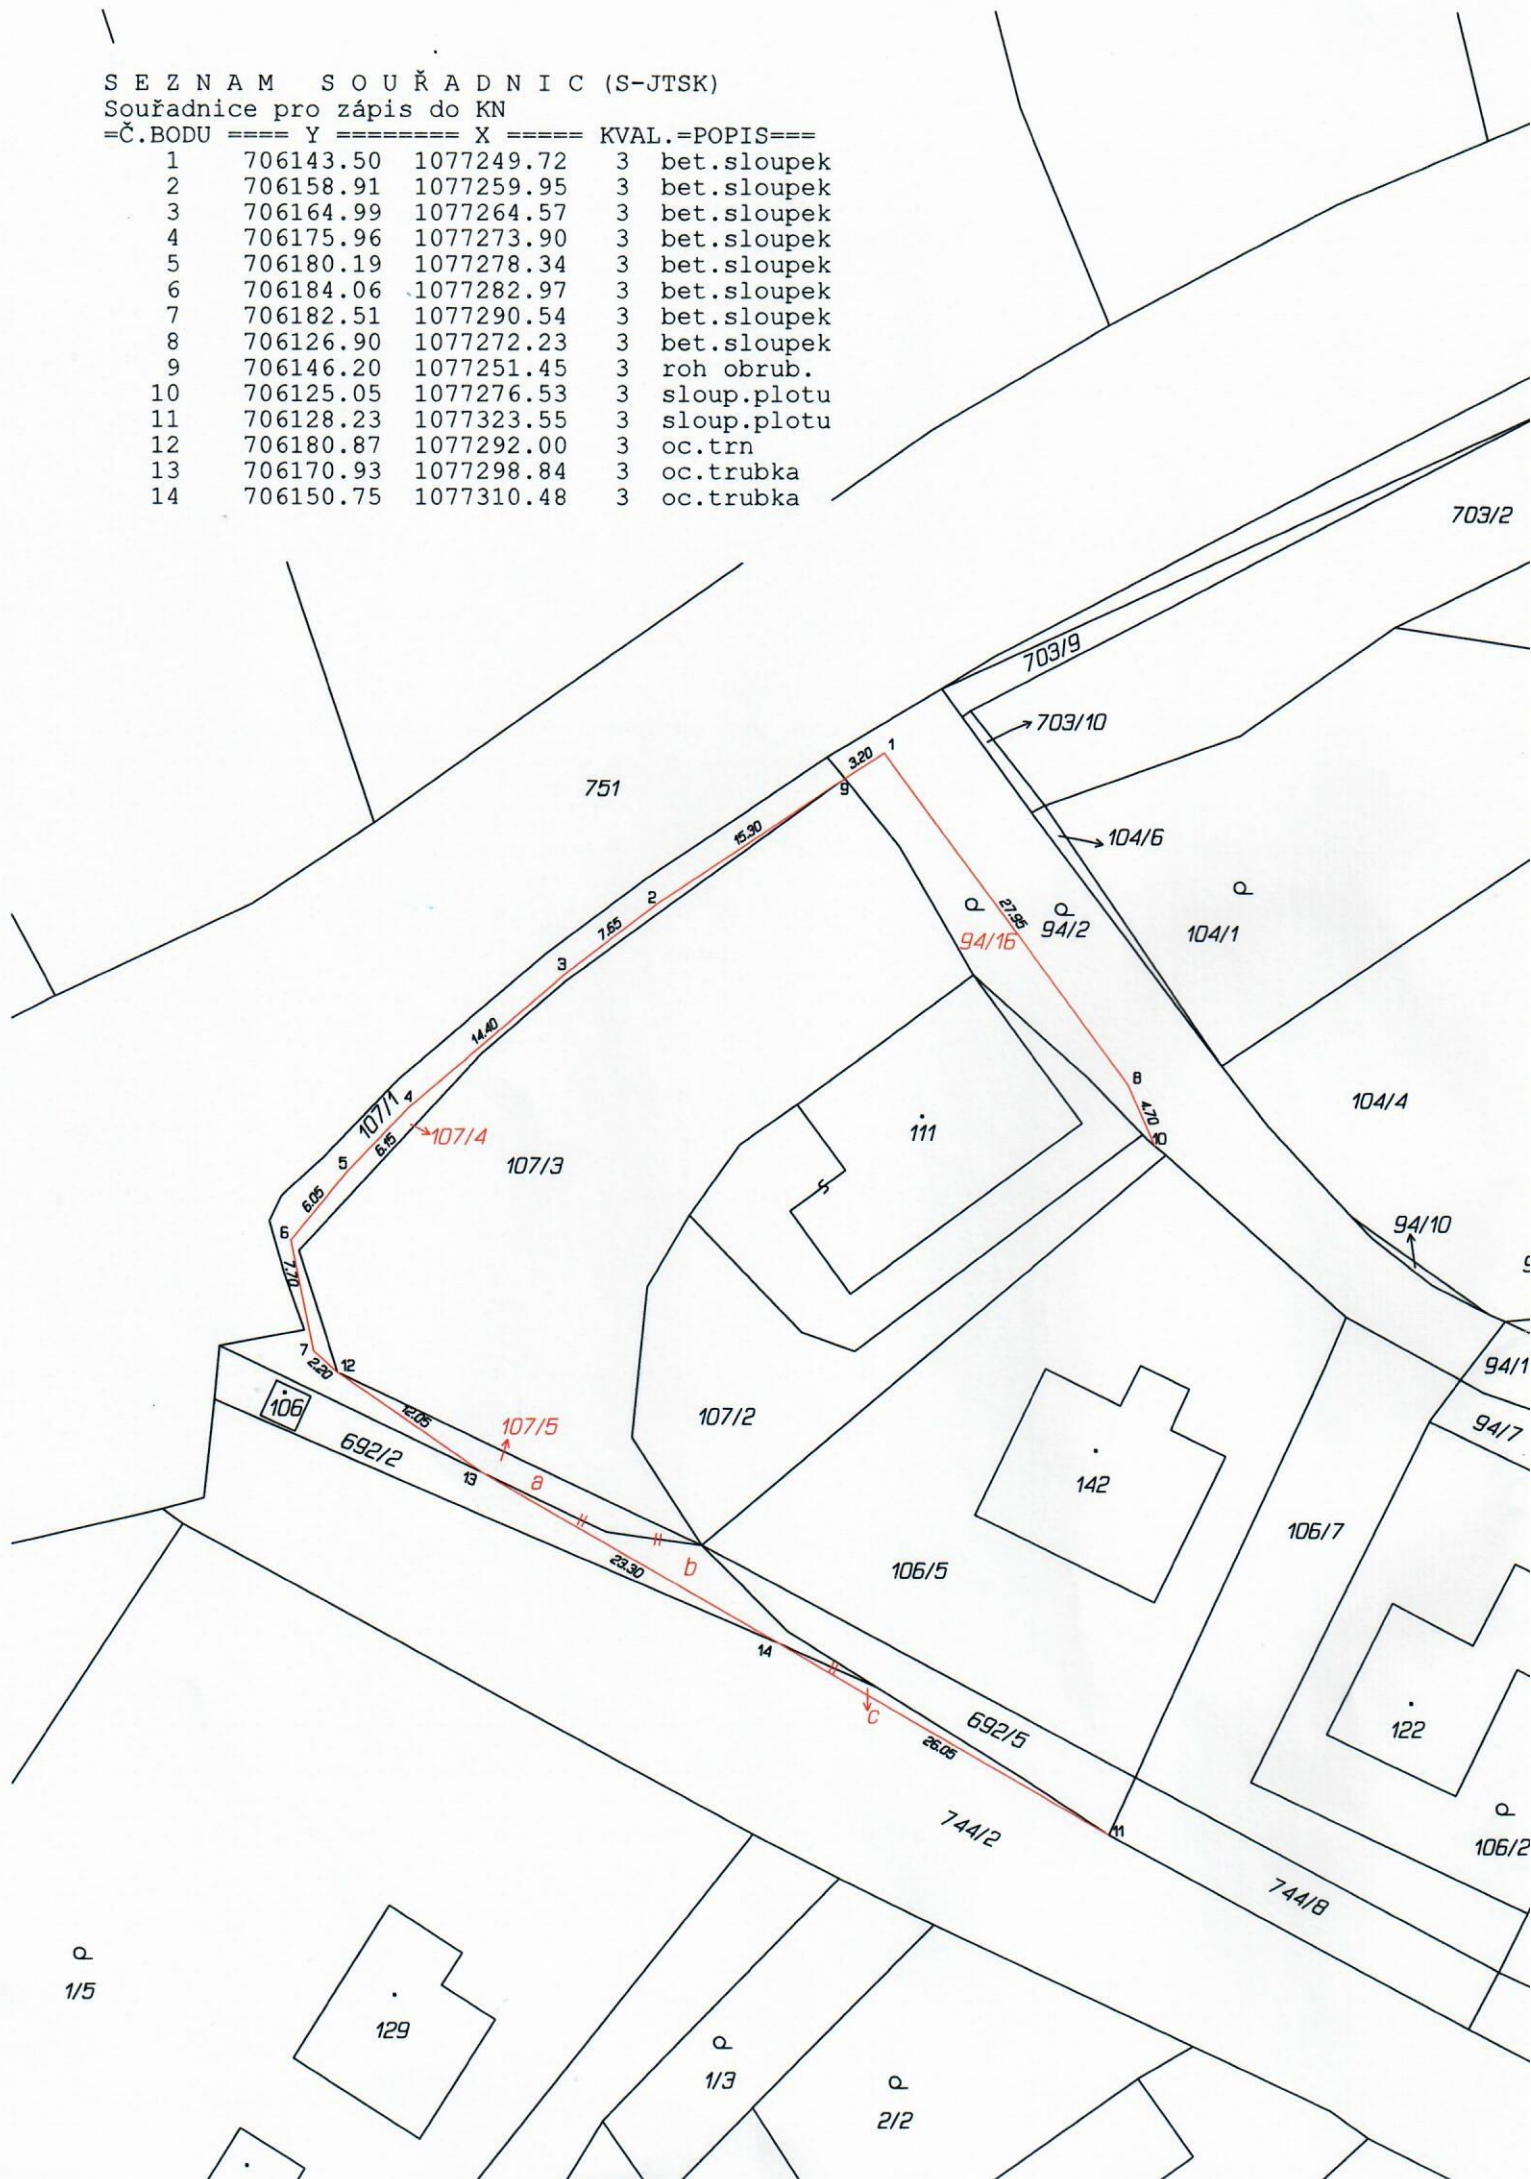 S E Z N A M   S O U Ř A D N I C (S-JTSK)
Souřadnice pro zápis do KN
=Č.BODU ==== Y ======== X ===== KVAL.=POPIS===
1 706143.50 1077249.72 3 bet.sloupek
2 706158.91 1077259.95 3 bet.sloupek
3 706164.99 1077264.57 3 bet.sloupek
4 706175.96 1077273.90 3 bet.sloupek
5 706180.19 1077278.34 3 bet.sloupek
6 706184.06 1077282.97 3 bet.sloupek
7 706182.51 1077290.54 3 bet.sloupek
8 706126.90 1077272.23 3 bet.sloupek
9 706146.20 1077251.45 3 roh obrub.
10 706125.05 1077276.53 3 sloup.plotu
11 706128.23 1077323.55 3 sloup.plotu
12 706180.87 1077292.00 3 oc.trn
13 706170.93 1077298.84 3 oc.trubka
14 706150.75 1077310.48 3 oc.trubka
703/2
703/9
703/10
1
3.20
9
751
15.30
104/6
2
27.95
94/16
94/2
104/1
7.65
3
14.40
8
4
107/1
104/4
4.70
111
107/4
10
6.15
5
107/3
6.05
94/10
6
7.70
7
12
2.20
94/1
106
12.05
107/5
107/2
94/7
692/2
13
a
142
106/7
b
23.30
106/5
14
c
692/5
122
26.05
744/2
11
106/2
744/8
1/5
129
1/3
2/2